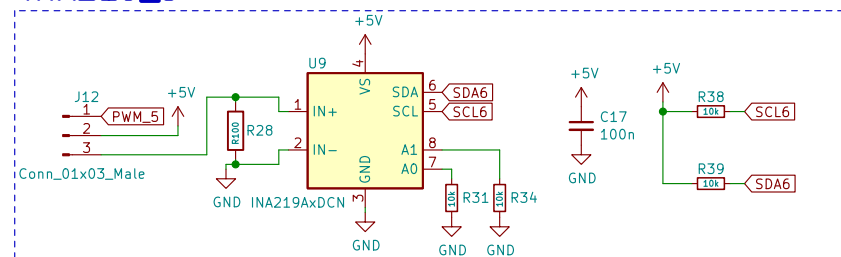 +5V
U9
J12
+5V
4
VS
1
PWM_5
2
3
Conn_01x03_Male
R100
R28
GND
1
IN+
2
IN-
SDA
6
SDA6
SCL
5
SCL6
A1
8
A0
7
GND
3
INA219AxDCN
GND
10k
R31
10k
R34
GND
GND
+5V
C17
100n
GND
+5V
R38
10k
SCL6
R39
10k
SDA6